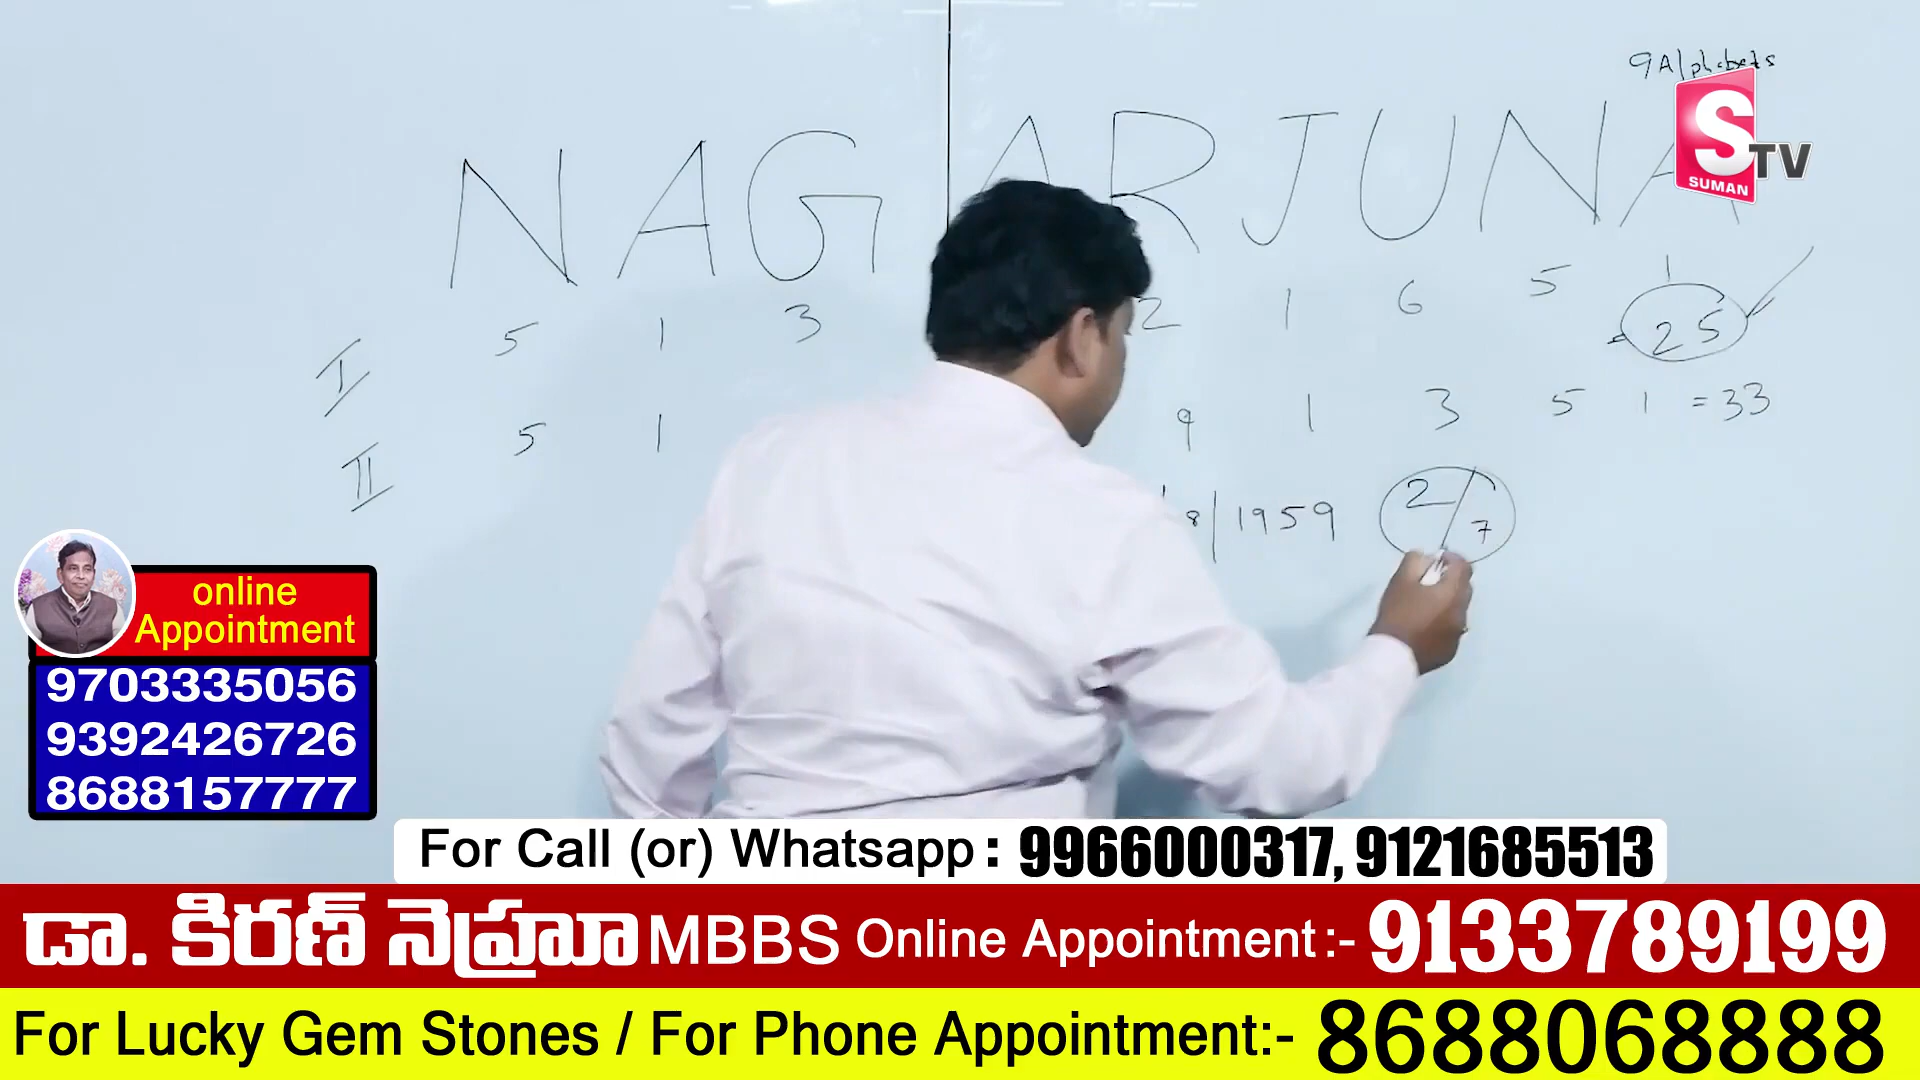 9 Alphabets
NAGARJUNA
S TV
SUMAN
I 5 1 3 2 1 6 5 1
25
II 5 1 9 1 3 5 1 = 33
8/1959 2/7
online
Appointment
9703335056
9392426726
8688157777
For Call (or) Whatsapp : 9966000317, 9121685513
డా. కిరణ్ నెహ్రూ MBBS Online Appointment :- 9133789199
For Lucky Gem Stones / For Phone Appointment:- 8688068888